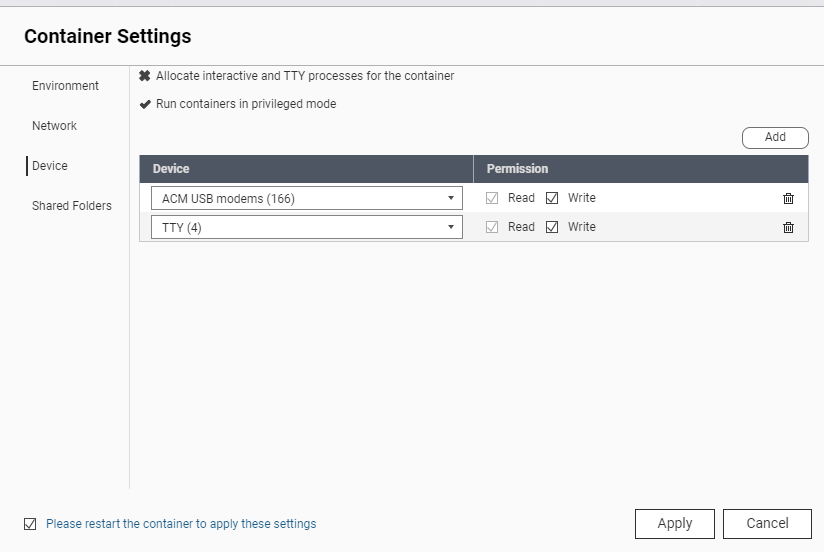 Container Settings
Environment
Network
Device
Shared Folders
Allocate interactive and TTY processes for the container
Run containers in privileged mode
Add
Device Permission
ACM USB modems (166) Read Write
TTY (4) Read Write
Please restart the container to apply these settings
Apply Cancel